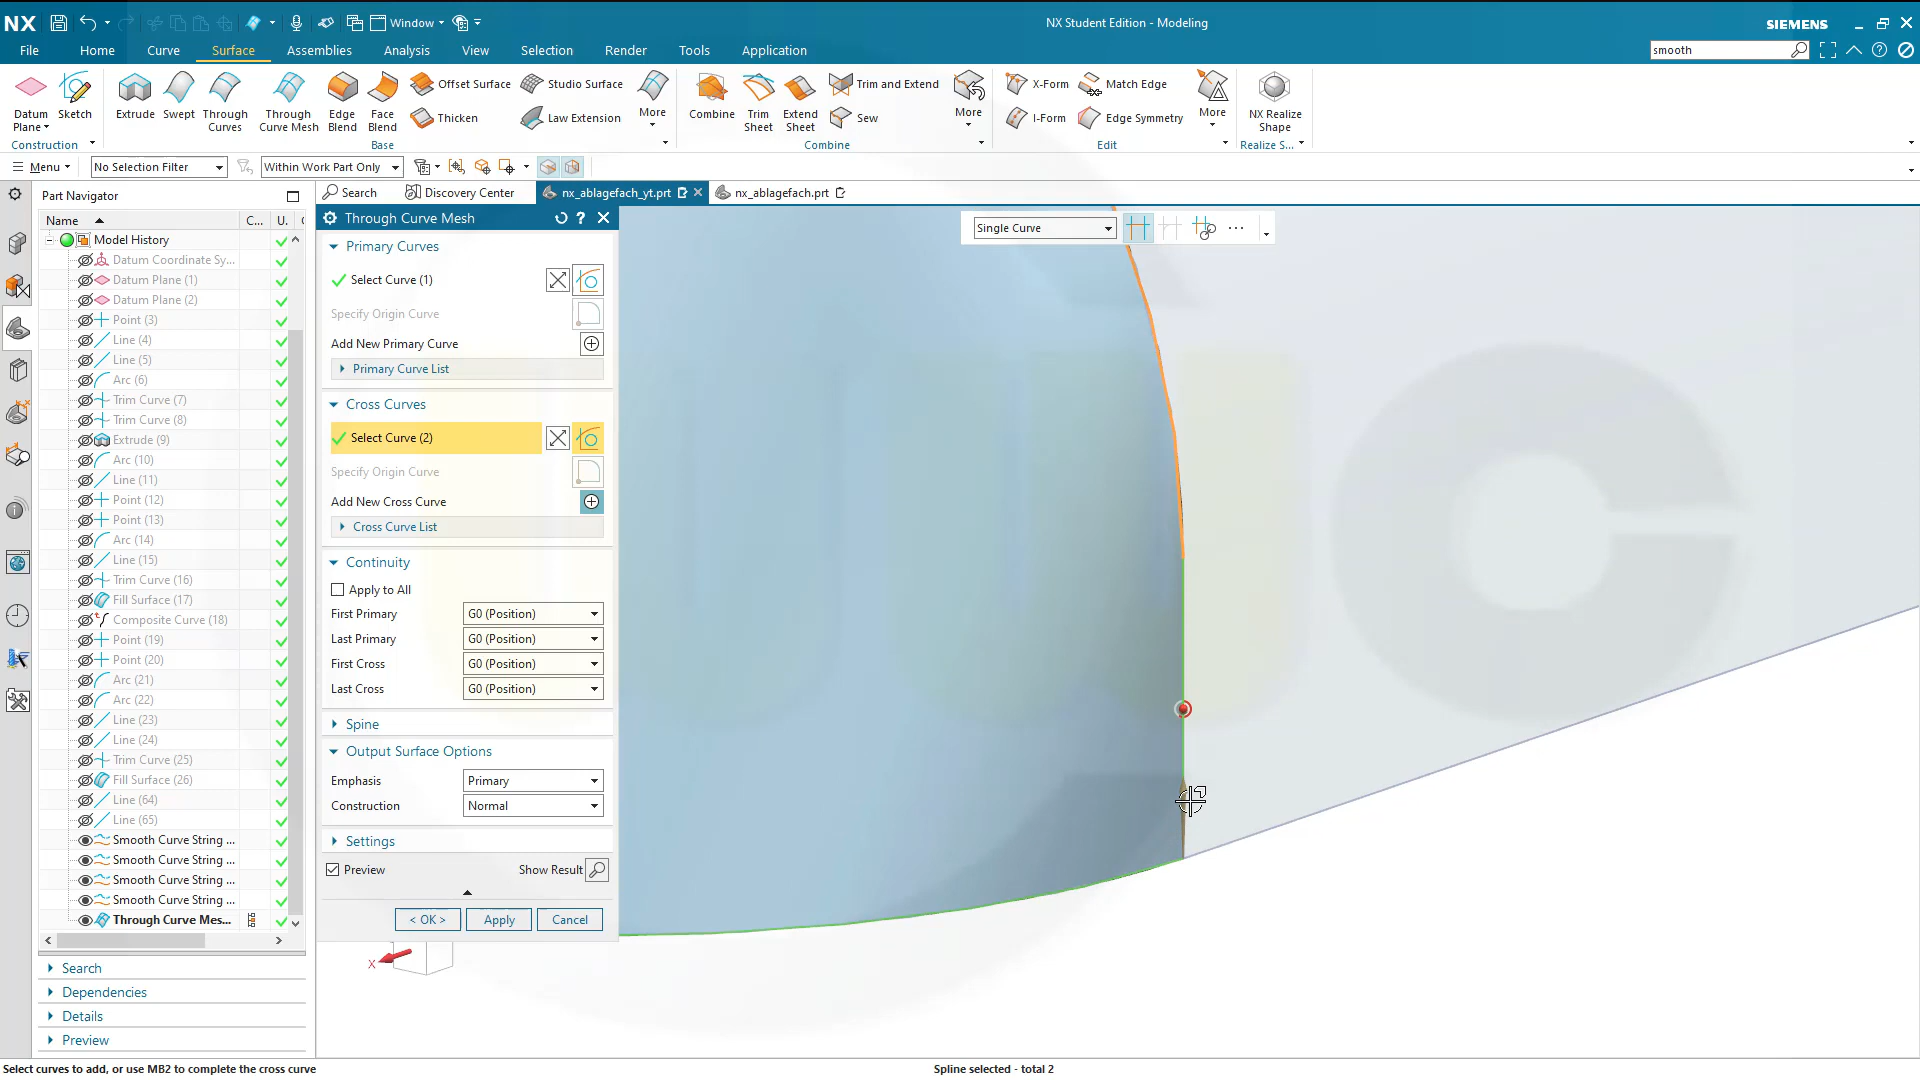 NX
Window
NX Student Edition - Modeling
SIEMENS
File
Home
Curve
Surface
Assemblies
Analysis
View
Selection
Render
Tools
Application
smooth
Datum Plane
Sketch
Construction
Extrude
Swept
Through Curves
Through Curve Mesh
Edge Blend
Face Blend
Offset Surface
Thicken
Studio Surface
Law Extension
More
Base
Combine
Trim Sheet
Extend Sheet
Trim and Extend
Sew
More
Combine
X-Form
I-Form
Match Edge
Edge Symmetry
More
Edit
NX Realize Shape
Realize S...
Menu
No Selection Filter
Within Work Part Only
Part Navigator
Search
Discovery Center
nx_ablagefach_yt.prt
nx_ablagefach.prt
Name
C...
U.
Model History
Datum Coordinate Sy...
Datum Plane (1)
Datum Plane (2)
Point (3)
Line (4)
Line (5)
Arc (6)
Trim Curve (7)
Trim Curve (8)
Extrude (9)
Arc (10)
Line (11)
Point (12)
Point (13)
Arc (14)
Line (15)
Trim Curve (16)
Fill Surface (17)
Composite Curve (18)
Point (19)
Point (20)
Arc (21)
Arc (22)
Line (23)
Line (24)
Trim Curve (25)
Fill Surface (26)
Line (64)
Line (65)
Smooth Curve String ...
Smooth Curve String ...
Smooth Curve String ...
Smooth Curve String ...
Through Curve Mes...
Search
Dependencies
Details
Preview
Through Curve Mesh
Primary Curves
Select Curve (1)
Specify Origin Curve
Add New Primary Curve
Primary Curve List
Cross Curves
Select Curve (2)
Specify Origin Curve
Add New Cross Curve
Cross Curve List
Continuity
Apply to All
First Primary G0 (Position)
Last Primary G0 (Position)
First Cross G0 (Position)
Last Cross G0 (Position)
Spine
Output Surface Options
Emphasis Primary
Construction Normal
Settings
Preview
Show Result
< OK >
Apply
Cancel
Single Curve
X
Select curves to add, or use MB2 to complete the cross curve
Spline selected - total 2